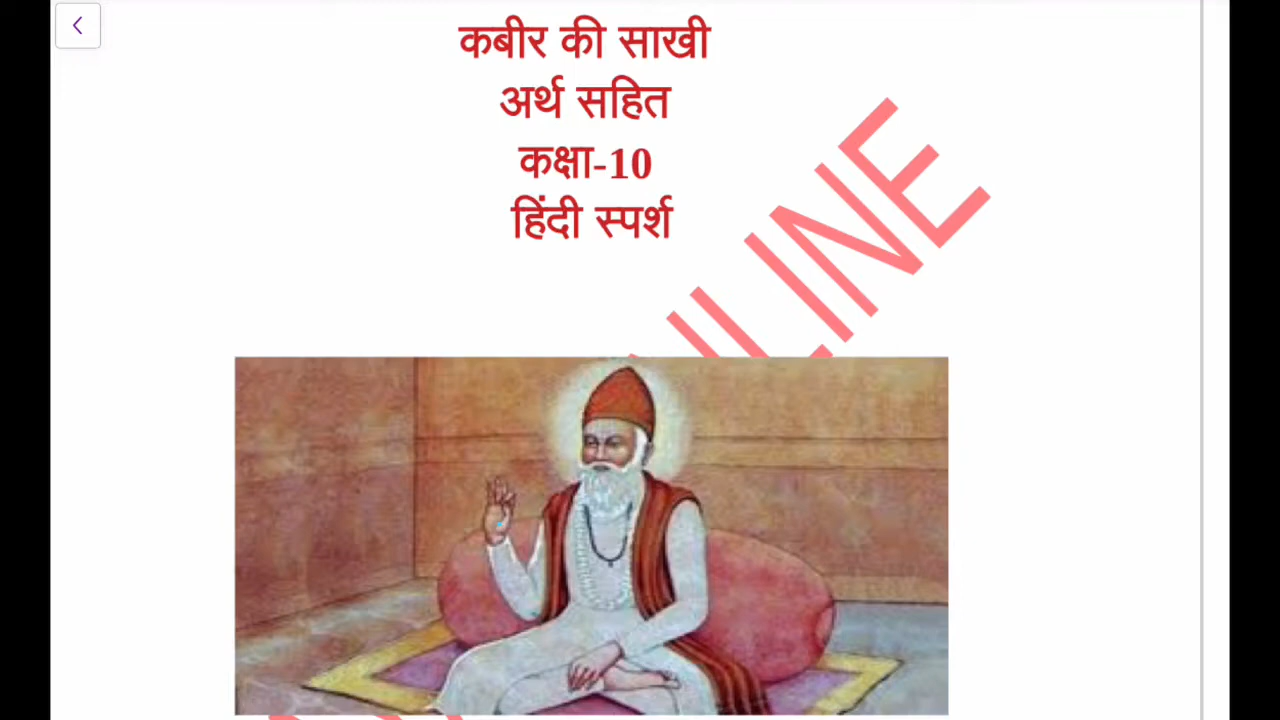 कबीर की साखी
अर्थ सहित
कक्षा-10
हिंदी स्पर्श